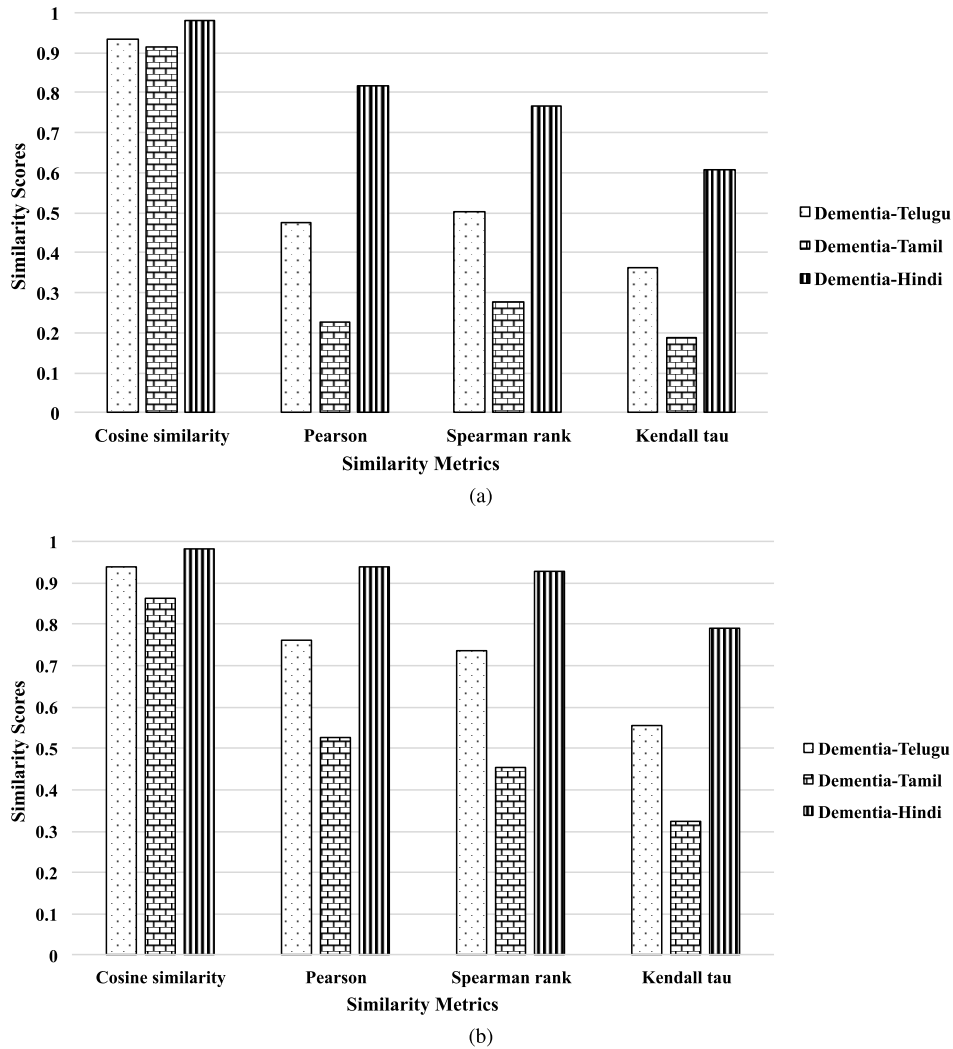 1
0.9
0.8
0.7
0.6
0.5
0.4
0.3
0.2
0.1
0
Similarity Scores
Cosine similarity Pearson Spearman rank Kendall tau
Similarity Metrics
Dementia-Telugu
Dementia-Tamil
Dementia-Hindi
(a)
1
0.9
0.8
0.7
0.6
0.5
0.4
0.3
0.2
0.1
0
Similarity Scores
Cosine similarity Pearson Spearman rank Kendall tau
Similarity Metrics
Dementia-Telugu
Dementia-Tamil
Dementia-Hindi
(b)